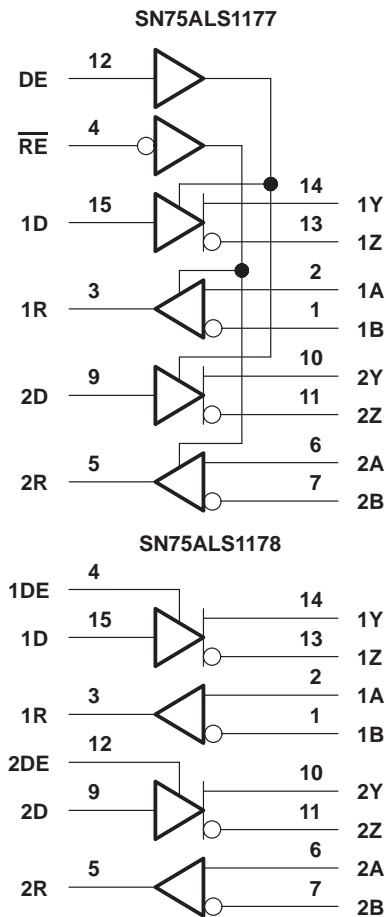 SN75ALS1177
DE 12
RE 4
1D 15 14 1Y
13 1Z
1R 3 2 1A
1 1B
2D 9 10 2Y
11 2Z
2R 5 6 2A
7 2B
SN75ALS1178
1DE 4
1D 15 14 1Y
13 1Z
1R 3 2 1A
1 1B
2DE 12
2D 9 10 2Y
11 2Z
2R 5 6 2A
7 2B